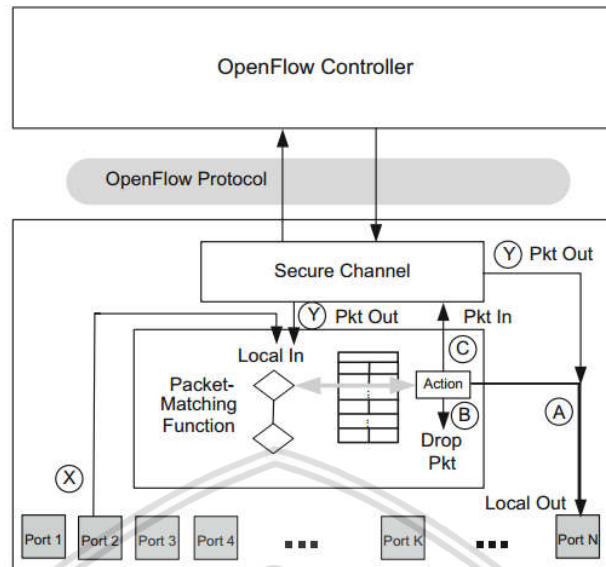 OpenFlow Controller
OpenFlow Protocol
Secure Channel
Y Pkt Out
Y Pkt Out
Pkt In
Local In
C
Packet-
Matching
Function
Action
B
A
Drop
Pkt
X
Local Out
Port 1
Port 2
Port 3
Port 4
Port K
Port N